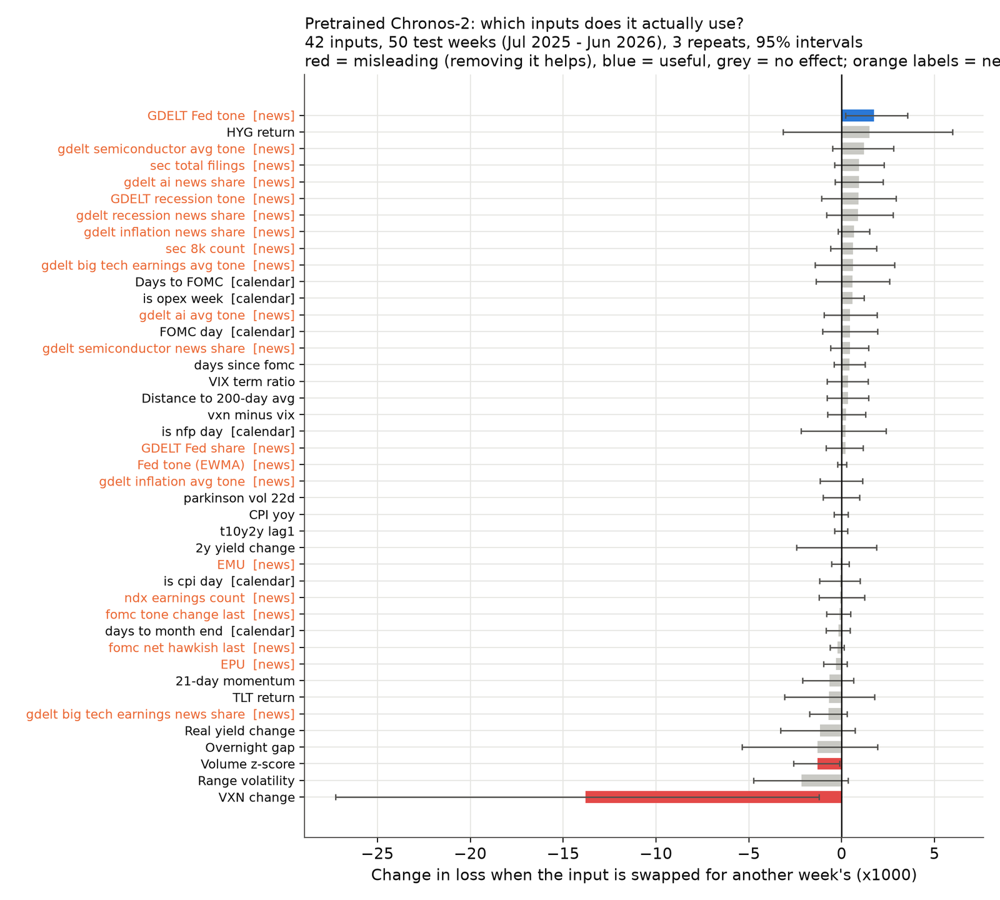 Pretrained Chronos-2: which inputs does it actually use?
42 inputs, 50 test weeks (Jul 2025 - Jun 2026), 3 repeats, 95% intervals
red = misleading (removing it helps), blue = useful, grey = no effect; orange labels = ne
GDELT Fed tone [news]
HYG return
gdelt semiconductor avg tone [news]
sec total filings [news]
gdelt ai news share [news]
GDELT recession tone [news]
gdelt recession news share [news]
gdelt inflation news share [news]
sec 8k count [news]
gdelt big tech earnings avg tone [news]
Days to FOMC [calendar]
is opex week [calendar]
gdelt ai avg tone [news]
FOMC day [calendar]
gdelt semiconductor news share [news]
days since fomc
VIX term ratio
Distance to 200-day avg
vxn minus vix
is nfp day [calendar]
GDELT Fed share [news]
Fed tone (EWMA) [news]
gdelt inflation avg tone [news]
parkinson vol 22d
CPI yoy
t10y2y lag1
2y yield change
EMU [news]
is cpi day [calendar]
ndx earnings count [news]
fomc tone change last [news]
days to month end [calendar]
fomc net hawkish last [news]
EPU [news]
21-day momentum
TLT return
gdelt big tech earnings news share [news]
Real yield change
Overnight gap
Volume z-score
Range volatility
VXN change
−25 −20 −15 −10 −5 0 5
Change in loss when the input is swapped for another week's (x1000)